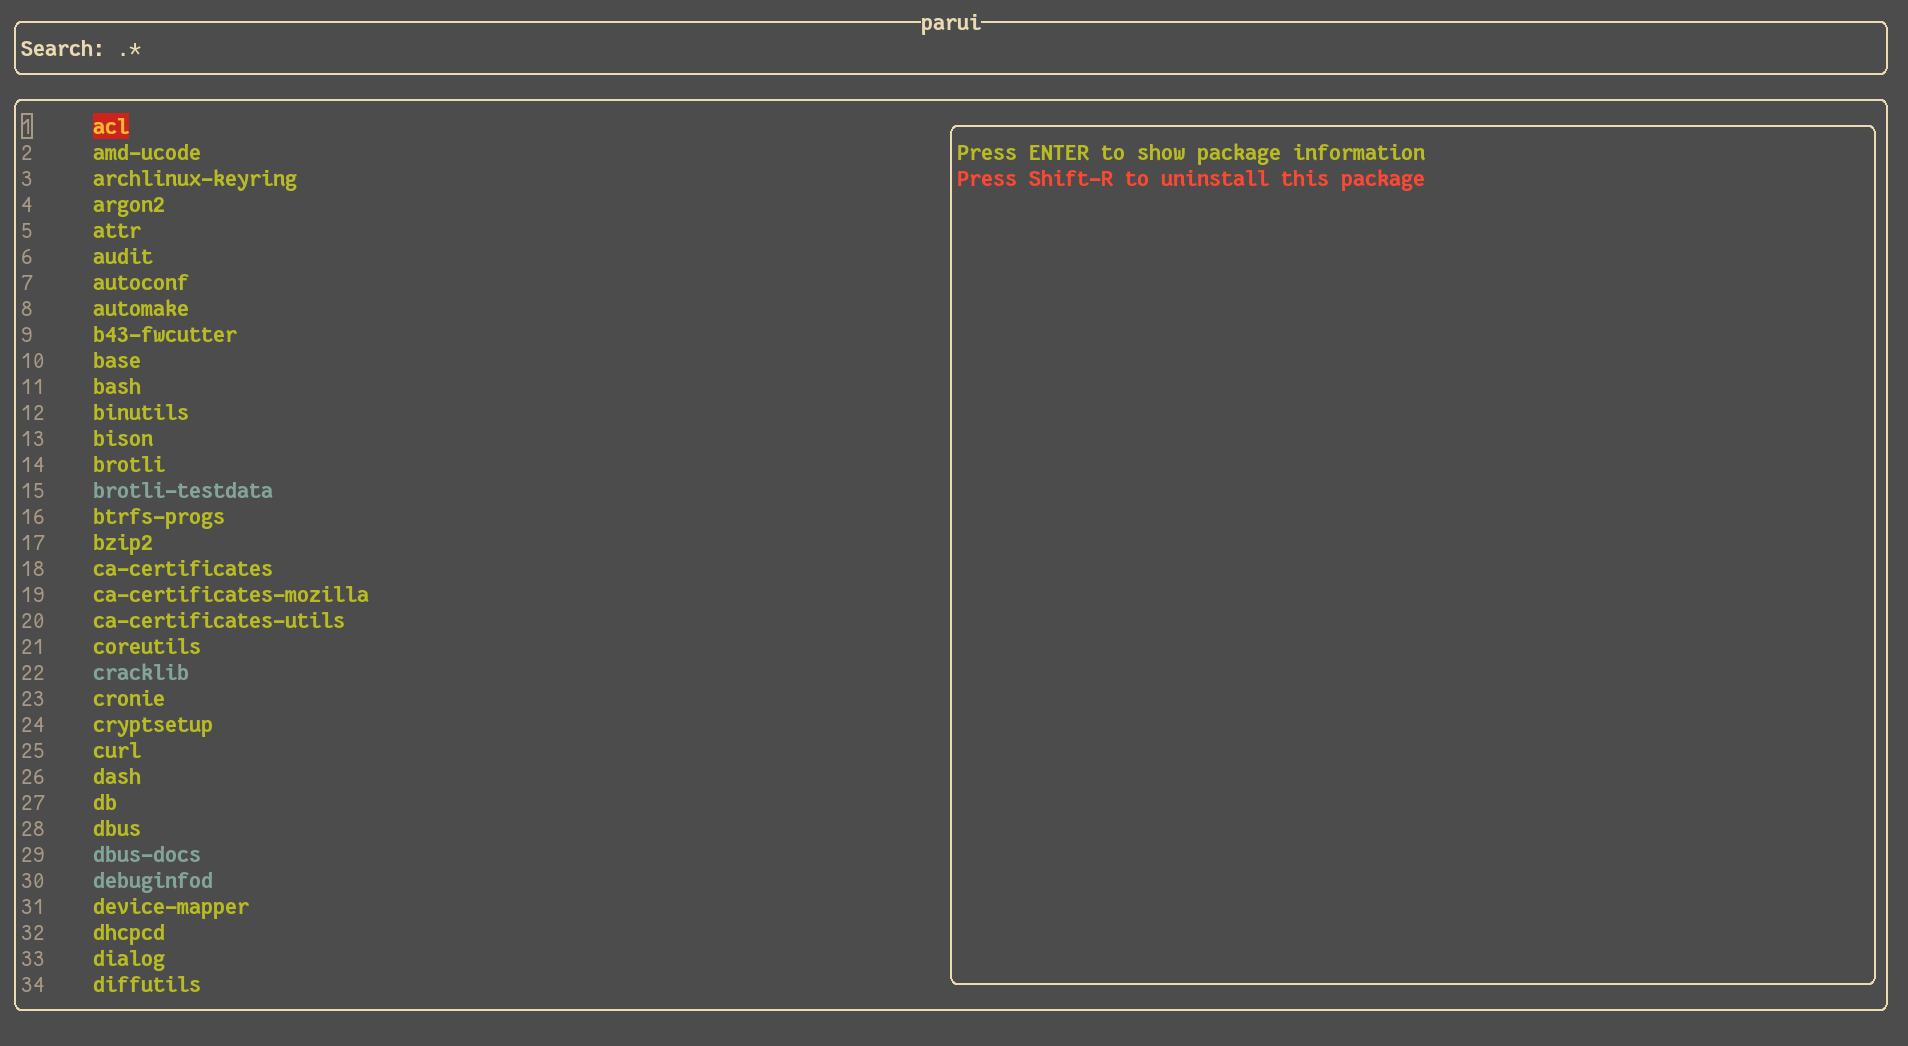 parui
Search: .*
1 acl
Press ENTER to show package information
2 amd-ucode
Press Shift-R to uninstall this package
3 archlinux-keyring
4 argon2
5 attr
6 audit
7 autoconf
8 automake
9 b43-fwcutter
10 base
11 bash
12 binutils
13 bison
14 brotli
15 brotli-testdata
16 btrfs-progs
17 bzip2
18 ca-certificates
19 ca-certificates-mozilla
20 ca-certificates-utils
21 coreutils
22 cracklib
23 cronie
24 cryptsetup
25 curl
26 dash
27 db
28 dbus
29 dbus-docs
30 debuginfod
31 device-mapper
32 dhcpcd
33 dialog
34 diffutils